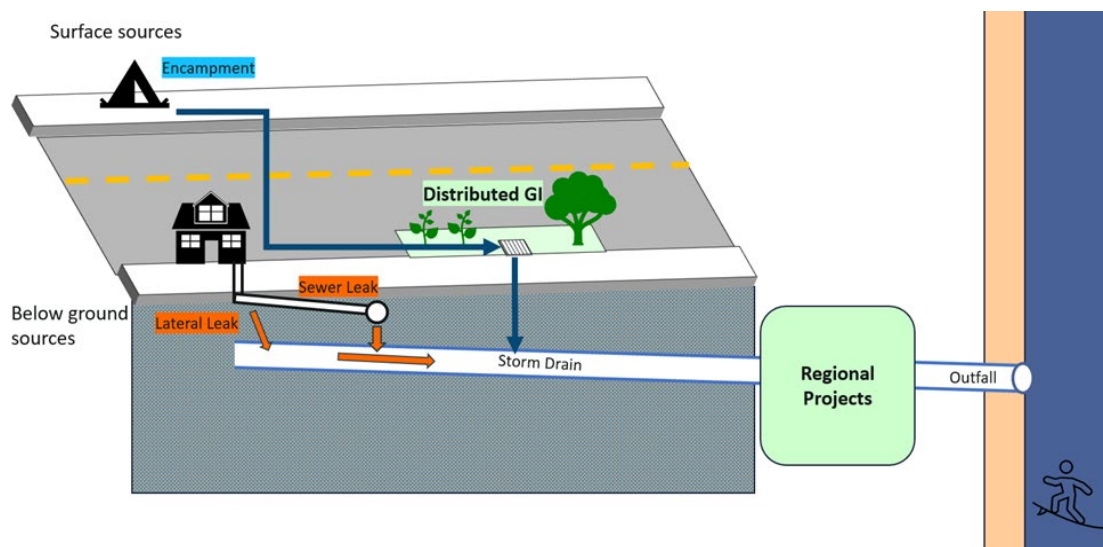 Surface sources
Encampment
Distributed GI
Sewer Leak
Below ground
sources
Lateral Leak
Storm Drain
Regional
Projects
Outfall